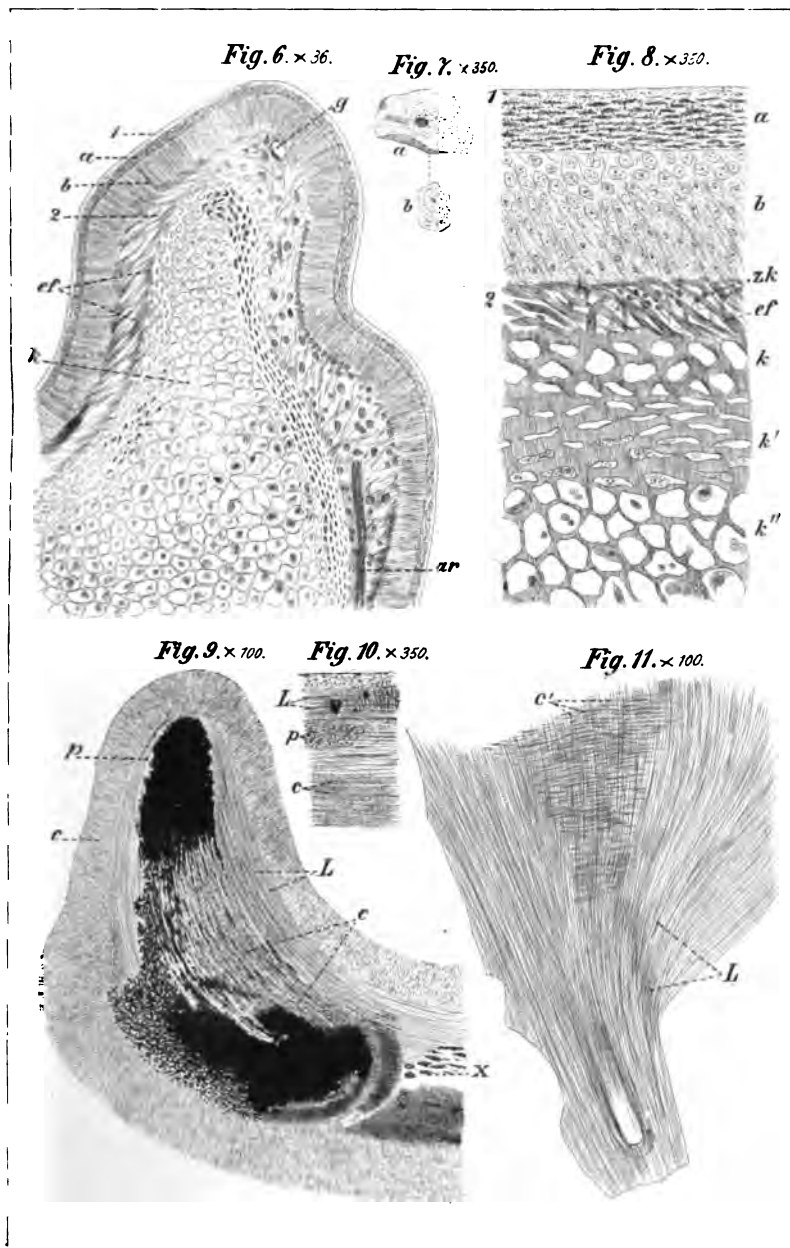 Fig. 6. × 36.
Fig. 7. × 350.
Fig. 8. × 350.
1
a
b
2
ef
k
g
ar
a
b
1
2
a
b
zk
ef
k
k'
k''
Fig. 9. × 100.
Fig. 10. × 350.
Fig. 11. × 100.
p
e
L
c
x
L
p
c
c'
L